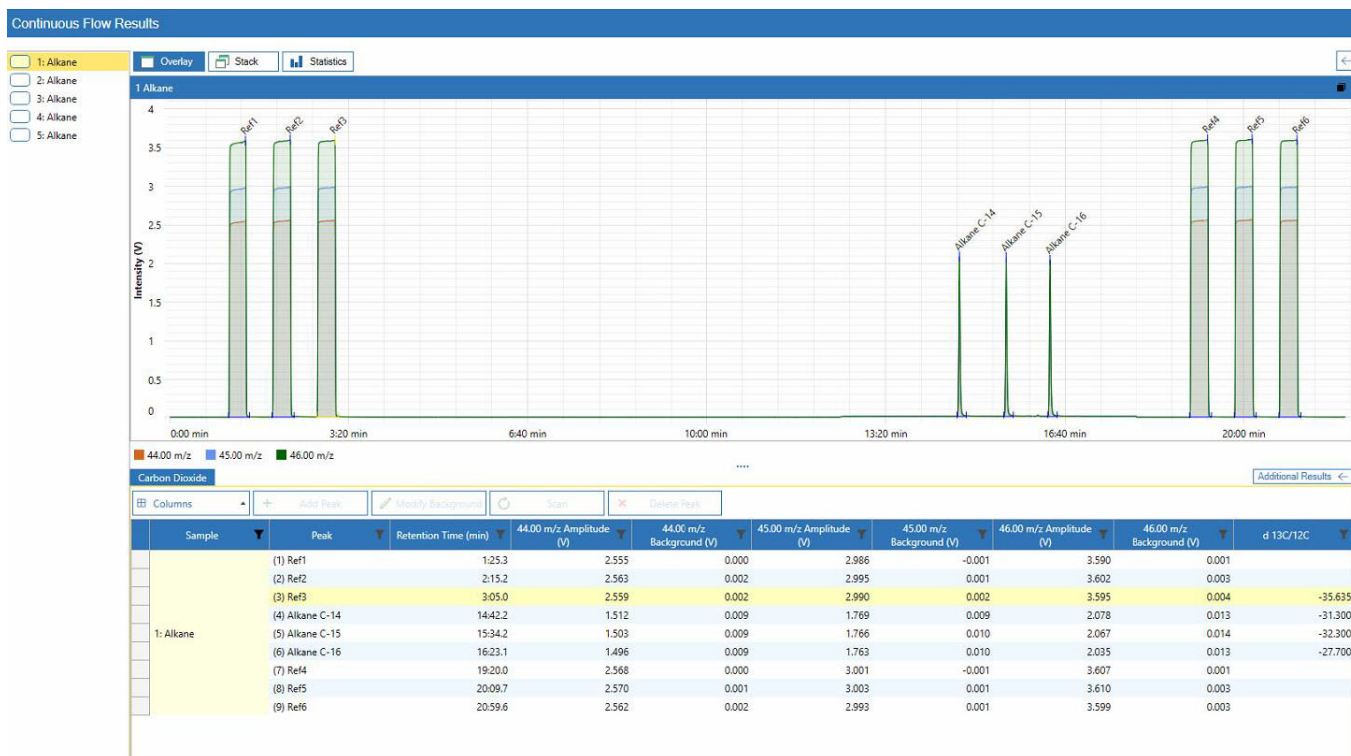 Continuous Flow Results
1: Alkane
2: Alkane
3: Alkane
4: Alkane
5: Alkane
Overlay Stack Statistics
1 Alkane
4
3.5
3
2.5
2
1.5
1
0.5
0
Intensity (V)
Ref1 Ref2 Ref3 Alkane C-14 Alkane C-15 Alkane C-16 Ref4 Ref5 Ref6
0:00 min 3:20 min 6:40 min 10:00 min 13:20 min 16:40 min 20:00 min
44.00 m/z 45.00 m/z 46.00 m/z
Carbon Dioxide Additional Results
Columns Add Peak Modify Background Scan Delete Peak
Sample Peak Retention Time (min) 44.00 m/z Amplitude (V) 44.00 m/z Background (V) 45.00 m/z Amplitude (V) 45.00 m/z Background (V) 46.00 m/z Amplitude (V) 46.00 m/z Background (V) d 13C/12C
(1) Ref1 1:25.3 2.555 0.000 2.986 -0.001 3.590 0.001
(2) Ref2 2:15.2 2.563 0.002 2.995 0.001 3.602 0.003
(3) Ref3 3:05.0 2.559 0.002 2.990 0.002 3.595 0.004 -35.635
(4) Alkane C-14 14:42.2 1.512 0.009 1.769 0.009 2.078 0.013 -31.300
1: Alkane (5) Alkane C-15 15:34.2 1.503 0.009 1.766 0.010 2.067 0.014 -32.300
(6) Alkane C-16 16:23.1 1.496 0.009 1.763 0.010 2.035 0.013 -27.700
(7) Ref4 19:20.0 2.568 0.000 3.001 -0.001 3.607 0.001
(8) Ref5 20:09.7 2.570 0.001 3.003 0.001 3.610 0.003
(9) Ref6 20:59.6 2.562 0.002 2.993 0.001 3.599 0.003